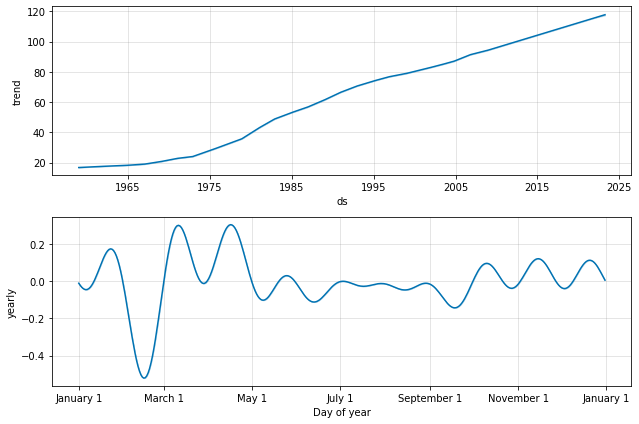 120
100
80
60
40
20
trend
1965
1975
1985
1995
2005
2015
2025
ds
0.2
0.0
−0.2
−0.4
yearly
January 1
March 1
May 1
July 1
September 1
November 1
January 1
Day of year